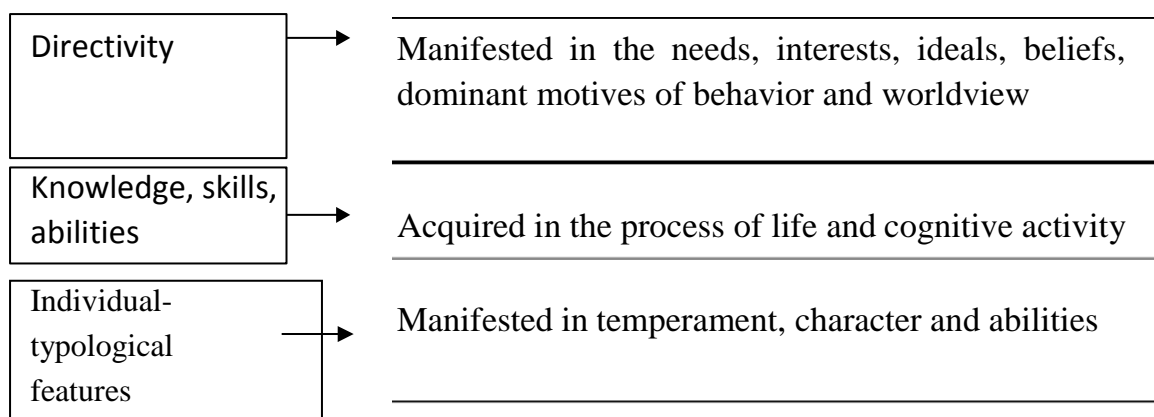 Directivity
Manifested in the needs, interests, ideals, beliefs,
dominant motives of behavior and worldview
Knowledge, skills,
abilities
Acquired in the process of life and cognitive activity
Individual-
typological
features
Manifested in temperament, character and abilities